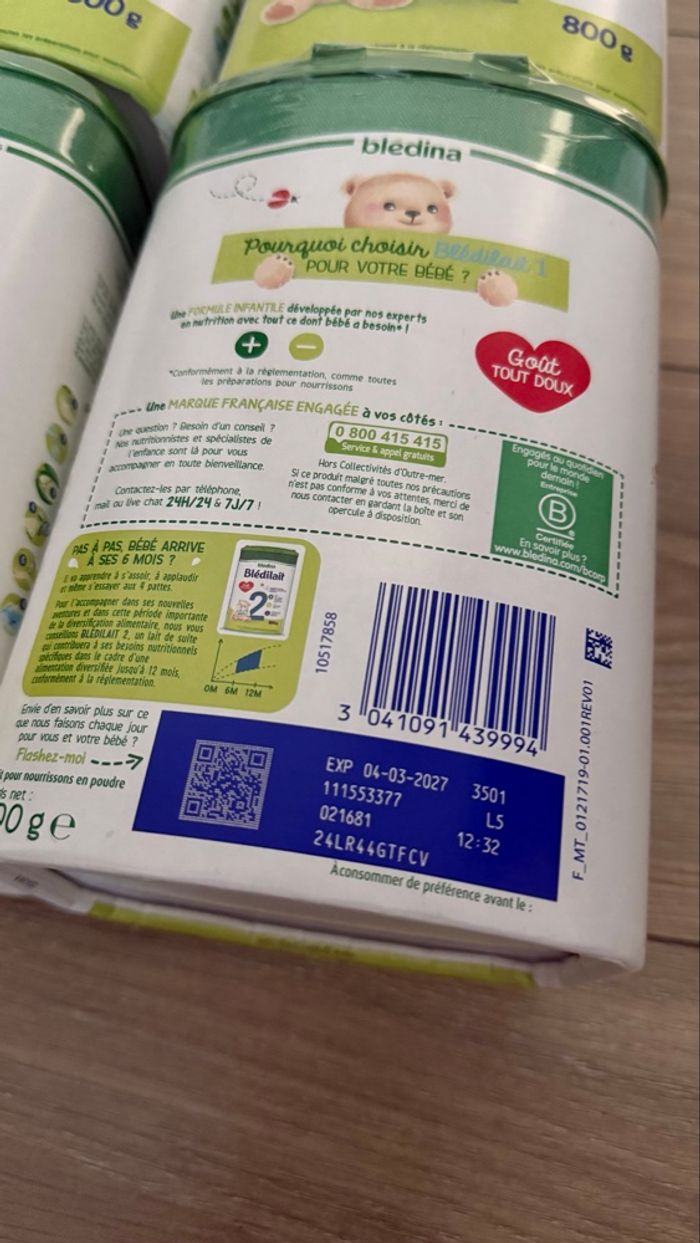 00 g
800 g
blédina
Pourquoi choisir Blédilait 1
POUR VOTRE BÉBÉ ?
Une FORMULE INFANTILE développée par nos experts
en nutrition avec tout ce dont bébé a besoin* !
+ −
*Conformément à la règlementation, comme toutes
les préparations pour nourrissons
Goût
TOUT DOUX
Une MARQUE FRANÇAISE ENGAGÉE à vos côtés :
Une question ? Besoin d'un conseil ?
Nos nutritionnistes et spécialistes de
l'enfance sont là pour vous
accompagner en toute bienveillance.
Contactez-les par téléphone,
mail ou live chat 24H/24 & 7J/7 !
0 800 415 415
Service & appel gratuits
Hors Collectivités d'Outre-mer.
Si ce produit malgré toutes nos précautions
n'est pas conforme à vos attentes, merci de
nous contacter en gardant la boîte et son
opercule à disposition.
Engagés au quotidien
pour le monde
demain !
Entreprise
B
Certifiée
En savoir plus ?
www.bledina.com/bcorp
PAS À PAS, BÉBÉ ARRIVE
À SES 6 MOIS ?
Il va apprendre à s'assoir, à applaudir
et même s'essayer aux 4 pattes.
Pour l'accompagner dans ses nouvelles
aventures et dans cette période importante
de la diversification alimentaire, nous vous
conseillons BLÉDILAIT 2, un lait de suite
qui contribuera à ses besoins nutritionnels
spécifiques dans le cadre d'une
alimentation diversifiée jusqu'à 12 mois,
conformément à la règlementation.
blédina
Blédilait
2
0M 6M 12M
10517858
3 041091 439994
F_MT_0121719-01.001REV01
Envie d'en savoir plus sur ce
que nous faisons chaque jour
pour vous et votre bébé ?
Flashez-moi
t pour nourrissons en poudre
ds net :
00 g e
EXP 04-03-2027 3501
111553377 L5
021681 12:32
24LR44GTFCV
À consommer de préférence avant le :